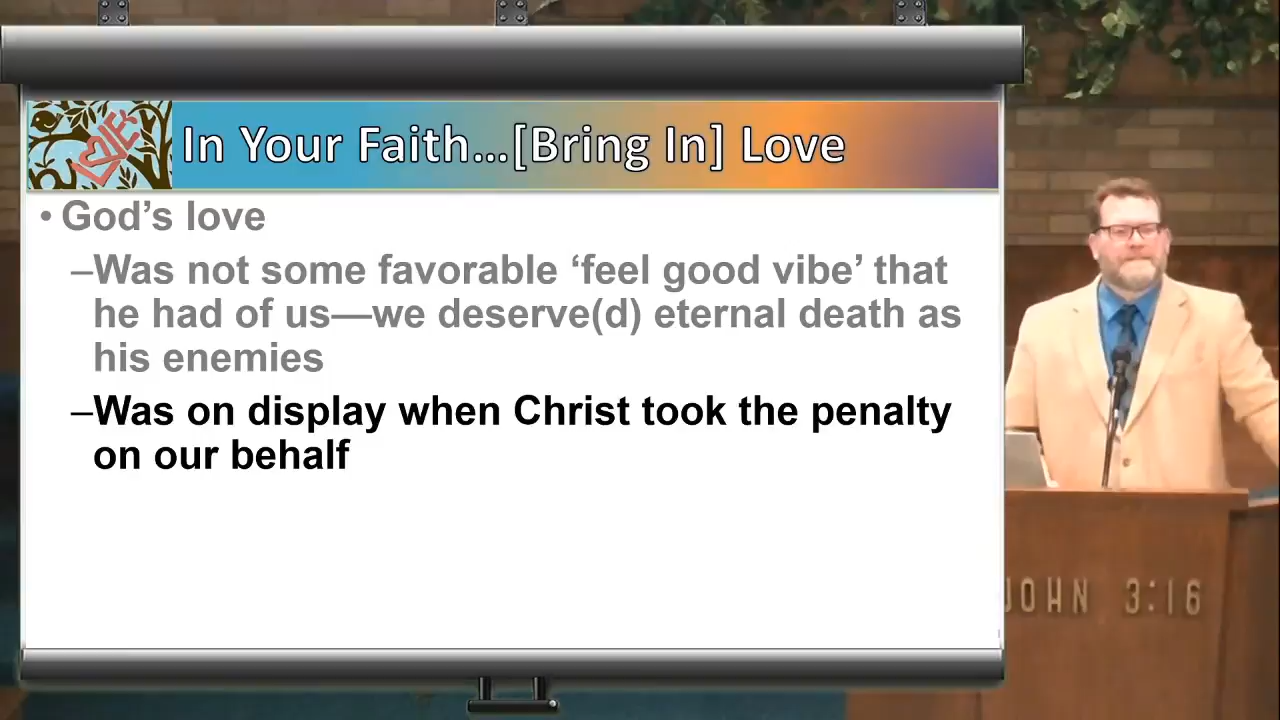 LOVE
In Your Faith...[Bring In] Love
• God’s love
–Was not some favorable ‘feel good vibe’ that
he had of us—we deserve(d) eternal death as
his enemies
–Was on display when Christ took the penalty
on our behalf
JOHN 3:16